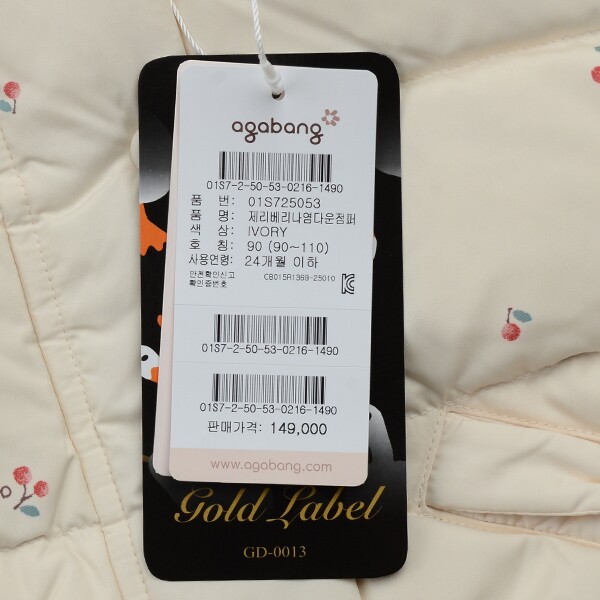 agabang
01S7-2-50-53-0216-1490
품 번: 01S725053
품 명: 제리베리나염다운점퍼
색 상: IVORY
호 칭: 90 (90~110)
사용연령: 24개월 이하
안전확인신고
확인증번호
CB015R1369-25010
01S7-2-50-53-0216-1490
01S7-2-50-53-0216-1490
판매가격: 149,000
www.agabang.com
Gold Label
GD-0013